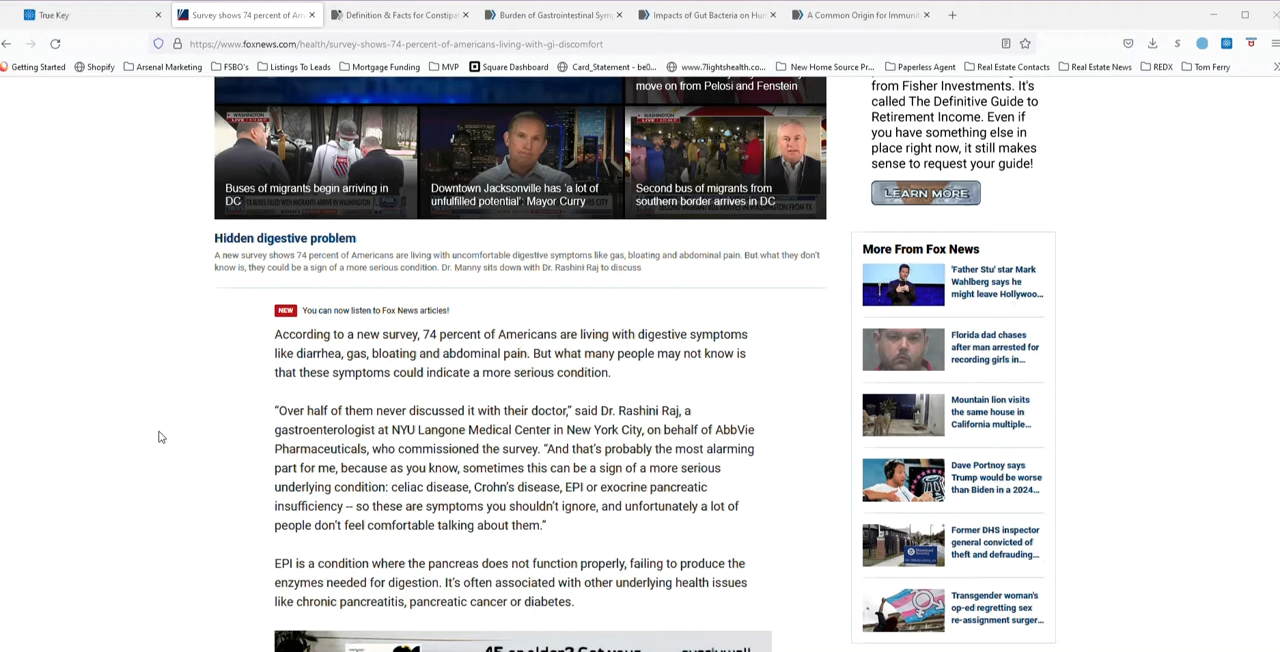 True Key
Survey shows 74 percent of Am
Definition & Facts for Constipat
Burden of Gastrointestinal Symp
Impacts of Gut Bacteria on Hum
A Common Origin for Immunit
https://www.foxnews.com/health/survey-shows-74-percent-of-americans-living-with-gi-discomfort
Getting Started
Shopify
Arsenal Marketing
FSBO's
Listings To Leads
Mortgage Funding
MVP
Square Dashboard
Card_Statement - be0...
www.7lightshealth.co...
New Home Source Pr...
Paperless Agent
Real Estate Contacts
Real Estate News
REDX
Tom Ferry
move on from Pelosi and Fenstein
Buses of migrants begin arriving in
DC
Downtown Jacksonville has 'a lot of
unfulfilled potential': Mayor Curry
Second bus of migrants from
southern border arrives in DC
Hidden digestive problem
A new survey shows 74 percent of Americans are living with uncomfortable digestive symptoms like gas, bloating and abdominal pain. But what they don't
know is, they could be a sign of a more serious condition. Dr. Manny sits down with Dr. Rashini Raj to discuss
NEW You can now listen to Fox News articles!
According to a new survey, 74 percent of Americans are living with digestive symptoms
like diarrhea, gas, bloating and abdominal pain. But what many people may not know is
that these symptoms could indicate a more serious condition.
“Over half of them never discussed it with their doctor,” said Dr. Rashini Raj, a
gastroenterologist at NYU Langone Medical Center in New York City, on behalf of AbbVie
Pharmaceuticals, who commissioned the survey. “And that’s probably the most alarming
part for me, because as you know, sometimes this can be a sign of a more serious
underlying condition: celiac disease, Crohn’s disease, EPI or exocrine pancreatic
insufficiency -- so these are symptoms you shouldn’t ignore, and unfortunately a lot of
people don’t feel comfortable talking about them.”
EPI is a condition where the pancreas does not function properly, failing to produce the
enzymes needed for digestion. It’s often associated with other underlying health issues
like chronic pancreatitis, pancreatic cancer or diabetes.
from Fisher Investments. It's
called The Definitive Guide to
Retirement Income. Even if
you have something else in
place right now, it still makes
sense to request your guide!
LEARN MORE
More From Fox News
'Father Stu' star Mark
Wahlberg says he
might leave Hollywoo...
Florida dad chases
after man arrested for
recording girls in...
Mountain lion visits
the same house in
California multiple...
Dave Portnoy says
Trump would be worse
than Biden in a 2024...
Former DHS inspector
general convicted of
theft and defrauding...
Transgender woman's
op-ed regretting sex
re-assignment surger...